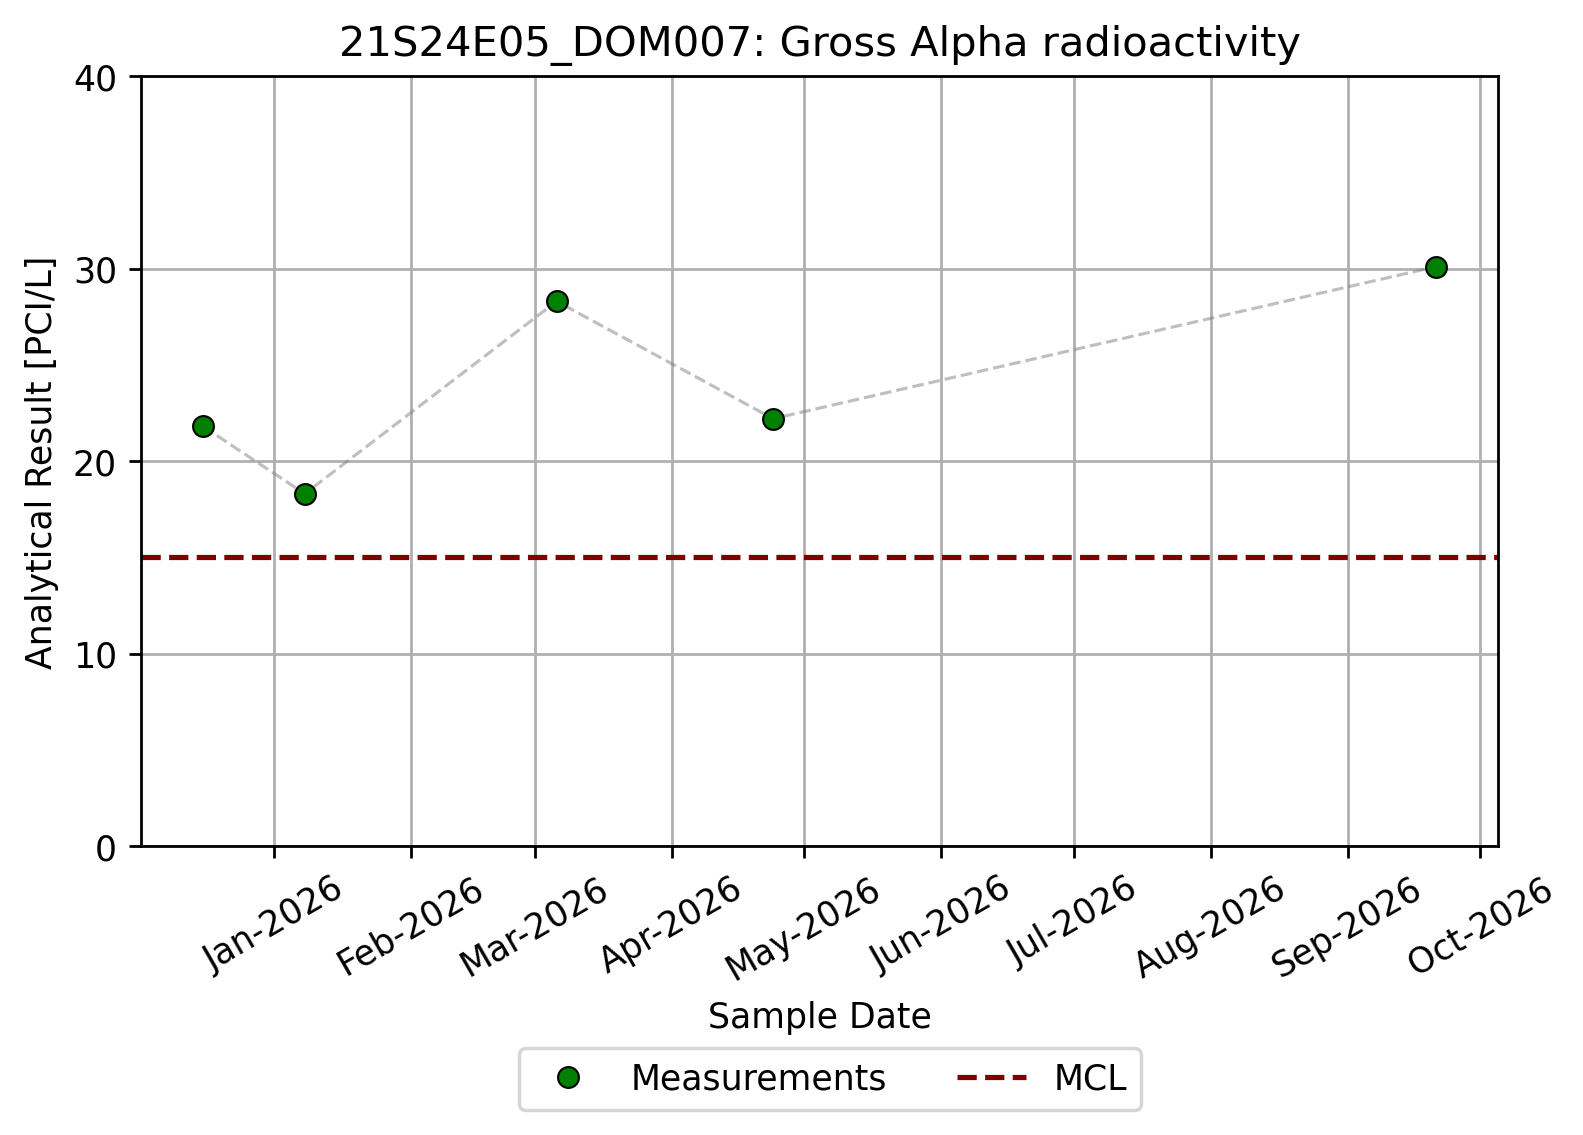 21S24E05_DOM007: Gross Alpha radioactivity
Analytical Result [PCI/L]
40
30
20
10
0
Jan-2026
Feb-2026
Mar-2026
Apr-2026
May-2026
Jun-2026
Jul-2026
Aug-2026
Sep-2026
Oct-2026
Sample Date
Measurements
MCL